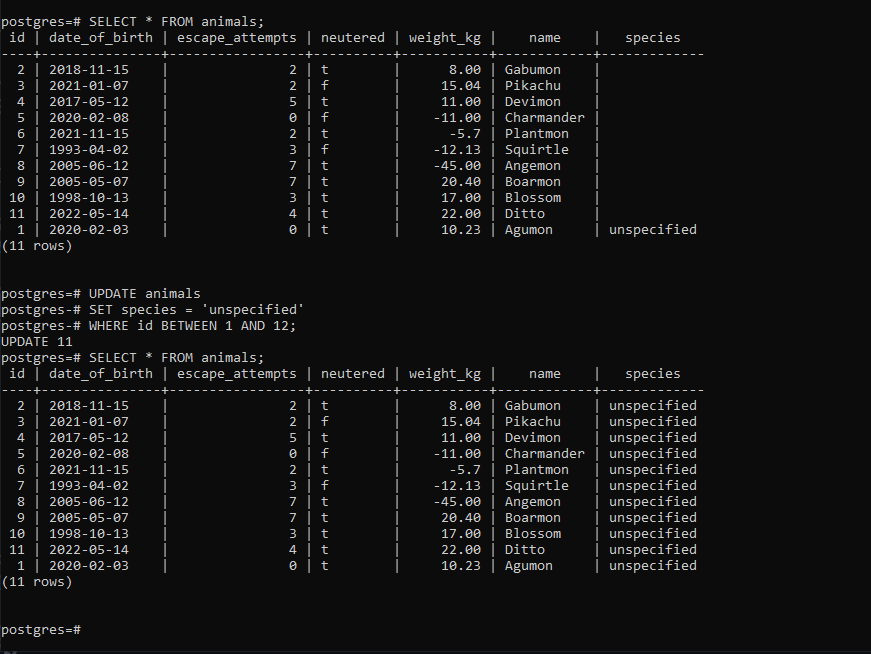 postgres=# SELECT * FROM animals;
 id | date_of_birth | escape_attempts | neutered | weight_kg |    name    |   species
----+---------------+-----------------+----------+-----------+------------+-------------
  2 | 2018-11-15    |               2 | t        |      8.00 | Gabumon    |
  3 | 2021-01-07    |               2 | f        |     15.04 | Pikachu    |
  4 | 2017-05-12    |               5 | t        |     11.00 | Devimon    |
  5 | 2020-02-08    |               0 | f        |    -11.00 | Charmander |
  6 | 2021-11-15    |               2 | t        |      -5.7 | Plantmon   |
  7 | 1993-04-02    |               3 | f        |    -12.13 | Squirtle   |
  8 | 2005-06-12    |               7 | t        |    -45.00 | Angemon    |
  9 | 2005-05-07    |               7 | t        |     20.40 | Boarmon    |
 10 | 1998-10-13    |               3 | t        |     17.00 | Blossom    |
 11 | 2022-05-14    |               4 | t        |     22.00 | Ditto      |
  1 | 2020-02-03    |               0 | t        |     10.23 | Agumon     | unspecified
(11 rows)
postgres=# UPDATE animals
postgres-# SET species = 'unspecified'
postgres-# WHERE id BETWEEN 1 AND 12;
UPDATE 11
postgres=# SELECT * FROM animals;
 id | date_of_birth | escape_attempts | neutered | weight_kg |    name    |   species
----+---------------+-----------------+----------+-----------+------------+-------------
  2 | 2018-11-15    |               2 | t        |      8.00 | Gabumon    | unspecified
  3 | 2021-01-07    |               2 | f        |     15.04 | Pikachu    | unspecified
  4 | 2017-05-12    |               5 | t        |     11.00 | Devimon    | unspecified
  5 | 2020-02-08    |               0 | f        |    -11.00 | Charmander | unspecified
  6 | 2021-11-15    |               2 | t        |      -5.7 | Plantmon   | unspecified
  7 | 1993-04-02    |               3 | f        |    -12.13 | Squirtle   | unspecified
  8 | 2005-06-12    |               7 | t        |    -45.00 | Angemon    | unspecified
  9 | 2005-05-07    |               7 | t        |     20.40 | Boarmon    | unspecified
 10 | 1998-10-13    |               3 | t        |     17.00 | Blossom    | unspecified
 11 | 2022-05-14    |               4 | t        |     22.00 | Ditto      | unspecified
  1 | 2020-02-03    |               0 | t        |     10.23 | Agumon     | unspecified
(11 rows)
postgres=#